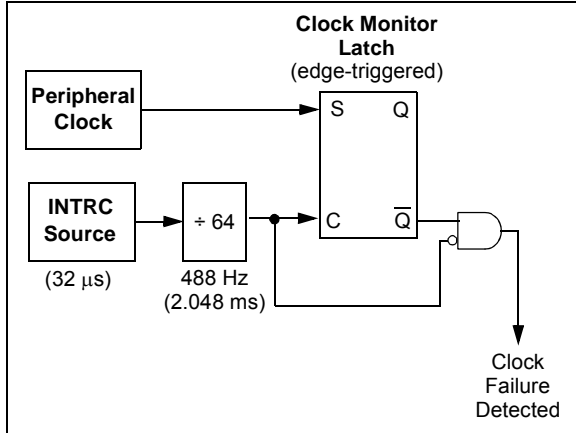 Clock Monitor
Latch
(edge-triggered)
Peripheral
Clock
S Q
INTRC
Source
÷ 64
C Q̅
(32 μs)
488 Hz
(2.048 ms)
Clock
Failure
Detected